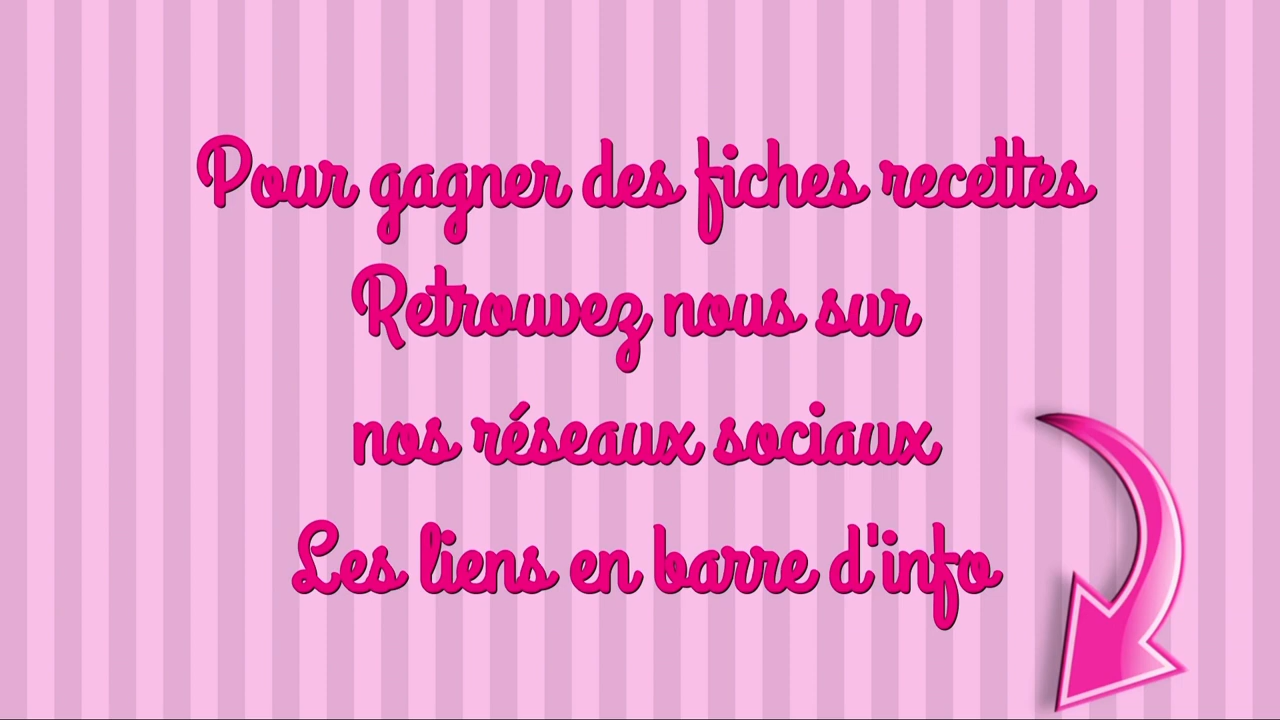 Pour gagner des fiches recettes
Retrouvez nous sur
nos réseaux sociaux
Les liens en barre d'info